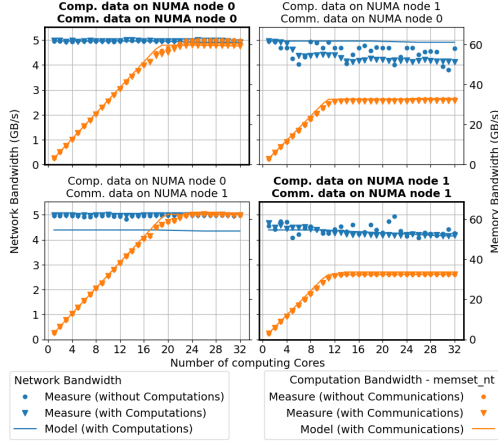 Comp. data on NUMA node 0
Comm. data on NUMA node 0
Comp. data on NUMA node 1
Comm. data on NUMA node 0
5
4
3
2
1
0
60
40
20
0
Comp. data on NUMA node 0
Comm. data on NUMA node 1
Comp. data on NUMA node 1
Comm. data on NUMA node 1
5
4
3
2
1
0
60
40
20
0
Network Bandwidth (GB/s)
Memory Bandwidth (GB/s)
0 4 8 12 16 20 24 28 32
0 4 8 12 16 20 24 28 32
Number of computing Cores
Network Bandwidth
Measure (without Computations)
Measure (with Computations)
Model (with Computations)
Computation Bandwidth - memset_nt
Measure (without Communications)
Measure (with Communications)
Model (with Communications)